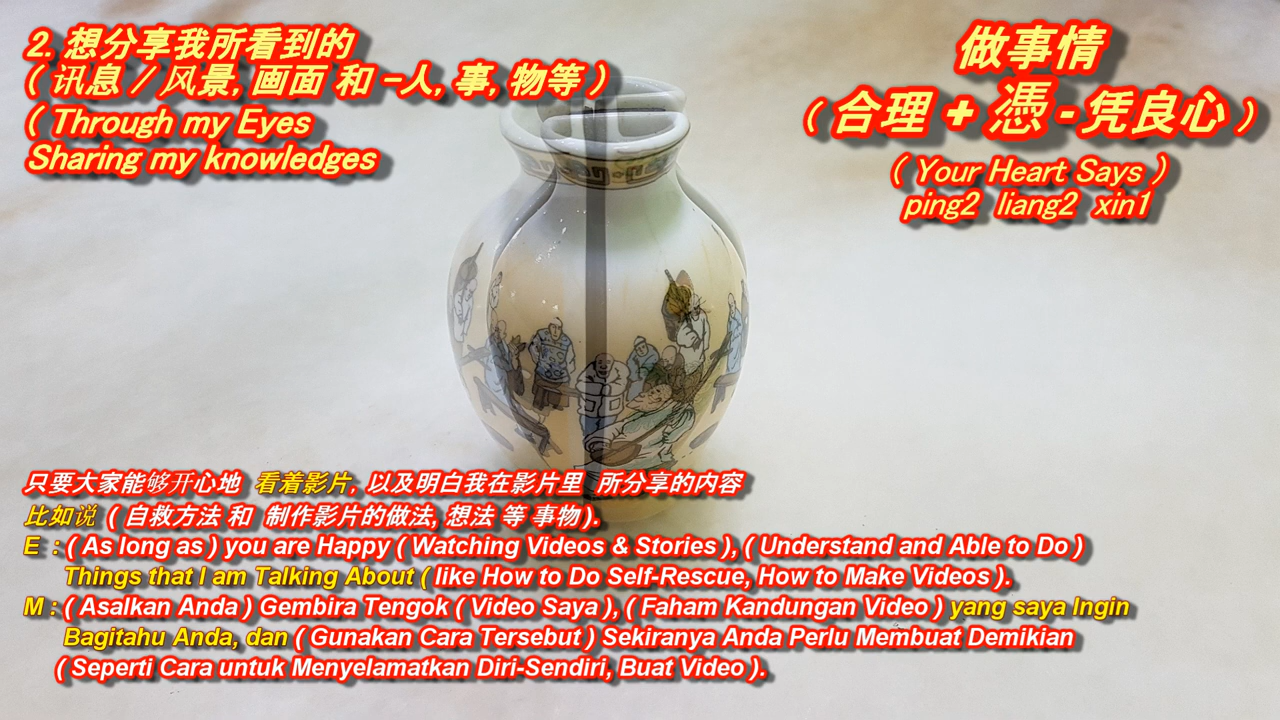 2. 想分享我所看到的
( 讯息 / 风景, 画面 和 -人, 事, 物等 )
( Through my Eyes
Sharing my knowledges
做事情
( 合理 + 憑 - 凭良心 )
( Your Heart Says )
ping2 liang2 xin1
只要大家能够开心地 看着影片, 以及明白我在影片里 所分享的内容
比如说 ( 自救方法 和 制作影片的做法, 想法 等 事物 ).
E : ( As long as ) you are Happy ( Watching Videos & Stories ), ( Understand and Able to Do )
Things that I am Talking About ( like How to Do Self-Rescue, How to Make Videos ).
M : ( Asalkan Anda ) Gembira Tengok ( Video Saya ), ( Faham Kandungan Video ) yang saya Ingin
Bagitahu Anda, dan ( Gunakan Cara Tersebut ) Sekiranya Anda Perlu Membuat Demikian
( Seperti Cara untuk Menyelamatkan Diri-Sendiri, Buat Video ).